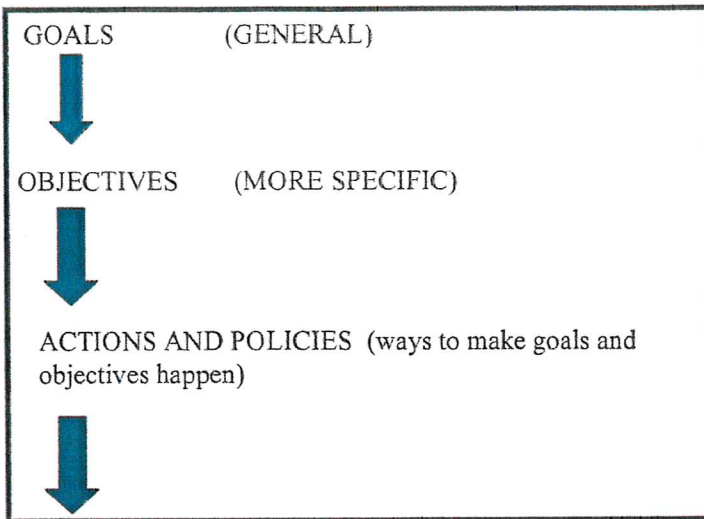 GOALS (GENERAL)
OBJECTIVES (MORE SPECIFIC)
ACTIONS AND POLICIES (ways to make goals and
objectives happen)